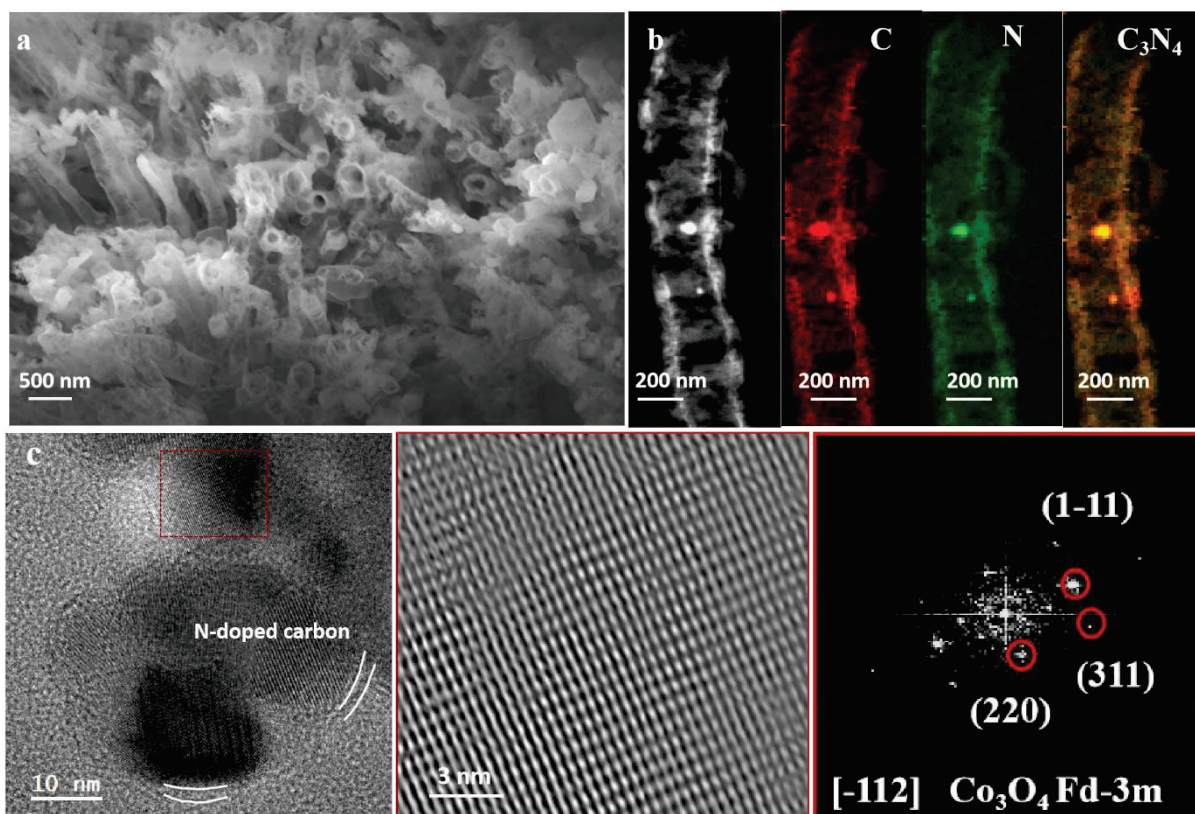 a
500 nm
b
C
N
C₃N₄
200 nm
200 nm
200 nm
200 nm
c
N-doped carbon
10 nm
3 nm
(1-11)
(311)
(220)
[-112] Co₃O₄ Fd-3m